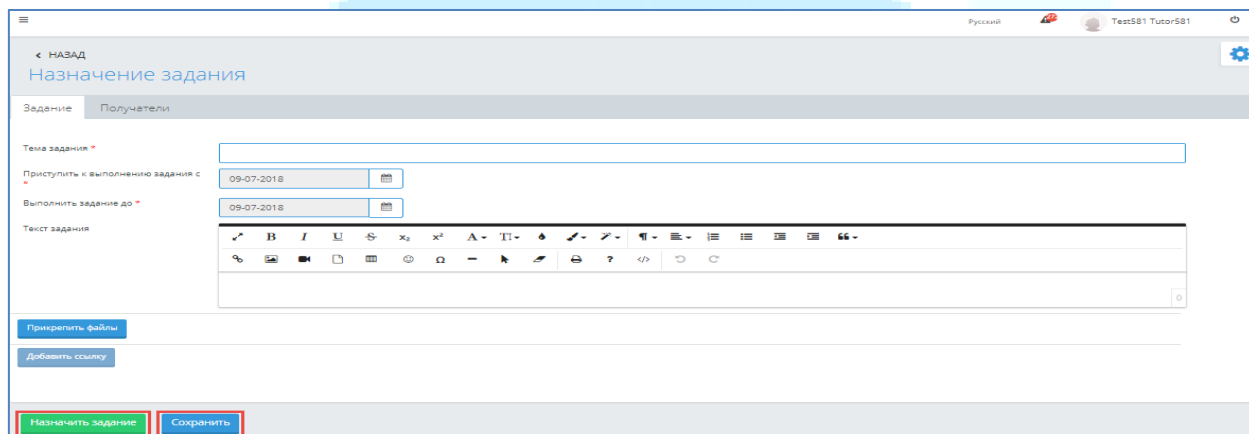 Русский
Test581 Tutor581
НАЗАД
Назначение задания
Задание Получатели
Тема задания *
Приступить к выполнению задания с
*
09-07-2018
Выполнить задание до *
09-07-2018
Текст задания
0
Прикрепить файлы
Добавить ссылку
Назначить задание Сохранить